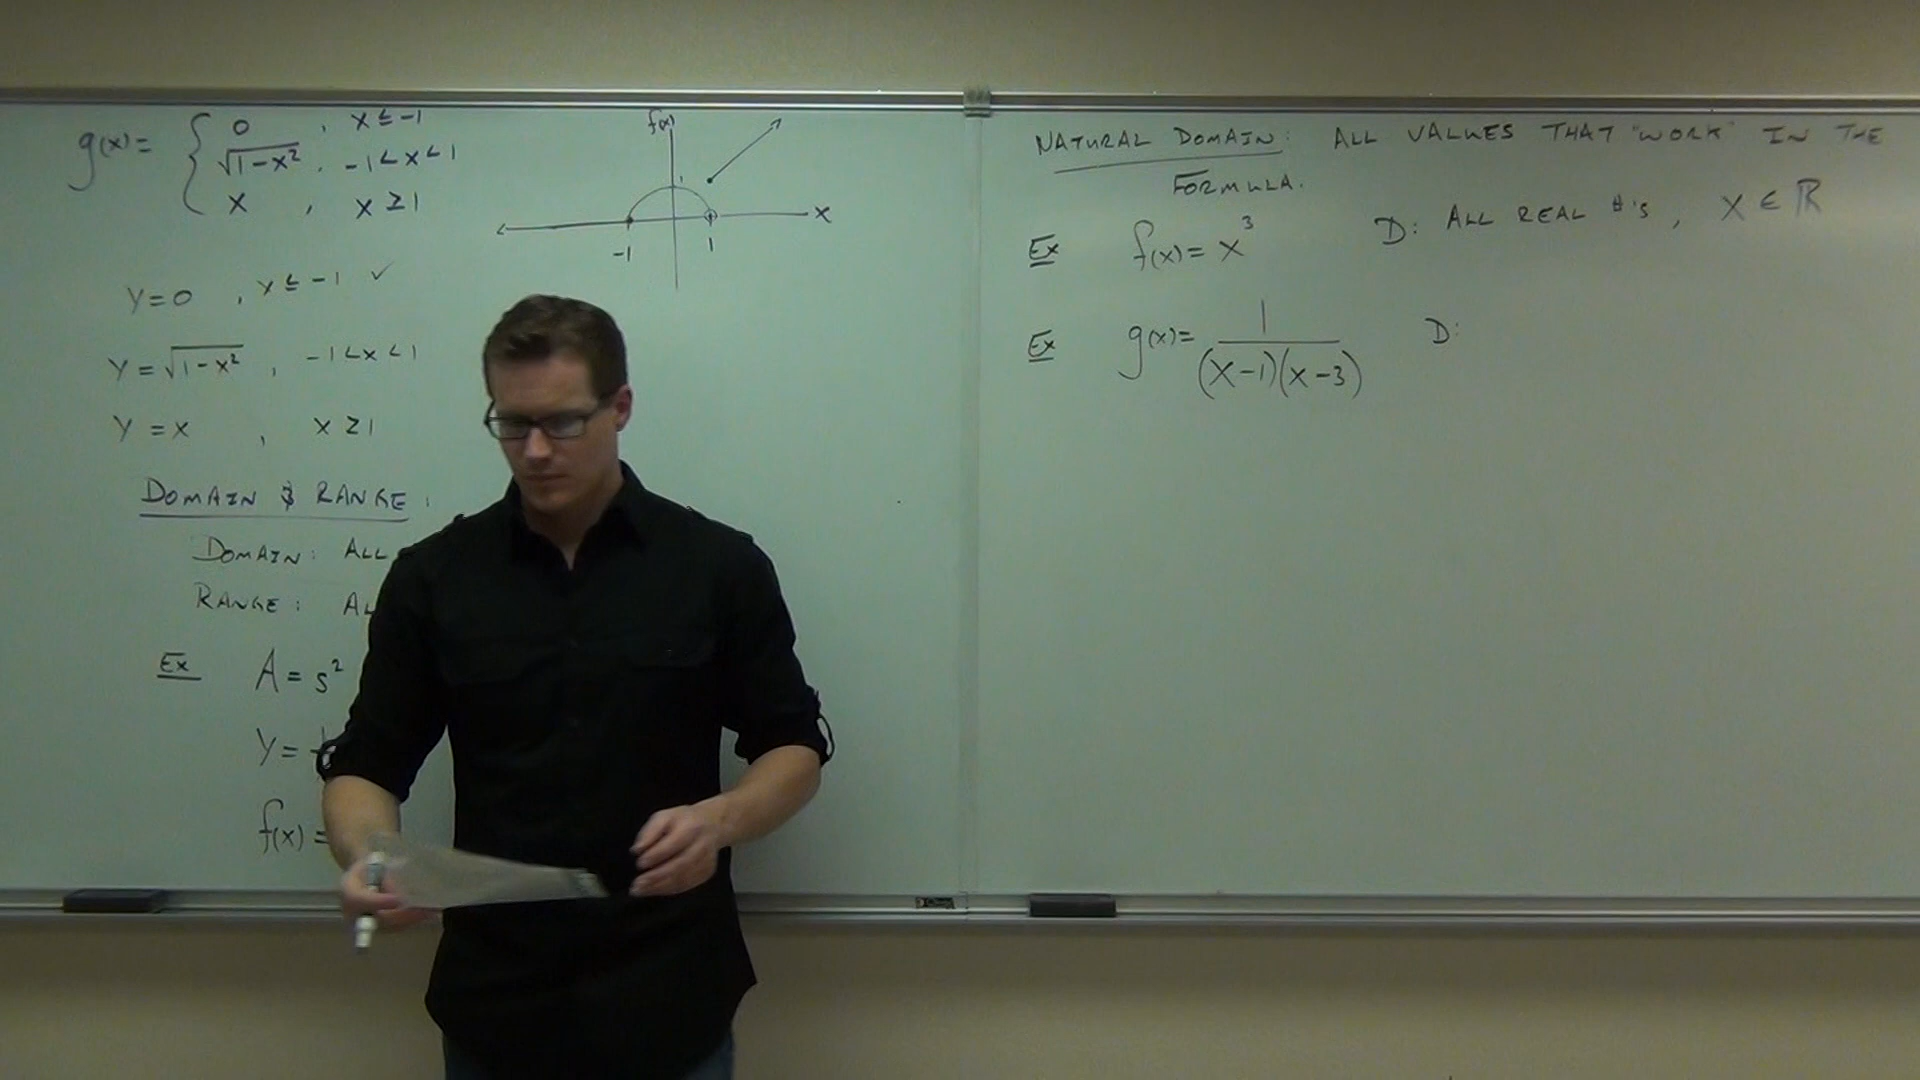 g(x)= { 0 , x ≤ -1
√1-x² , -1<x<1
x , x ≥ 1
f(x)
1
x
-1
1
y=0 , x ≤ -1 ✓
y=√1-x² , -1<x<1
y=x , x ≥ 1
DOMAIN & RANGE:
DOMAIN: ALL
RANGE:
Ex A=s²
y=
f(x) =
NATURAL DOMAIN: ALL VALUES THAT "WORK" IN THE
FORMULA.
Ex f(x)= x³ D: ALL REAL #'s, x ∈ ℝ
Ex g(x)= 1/(x-1)(x-3) D: